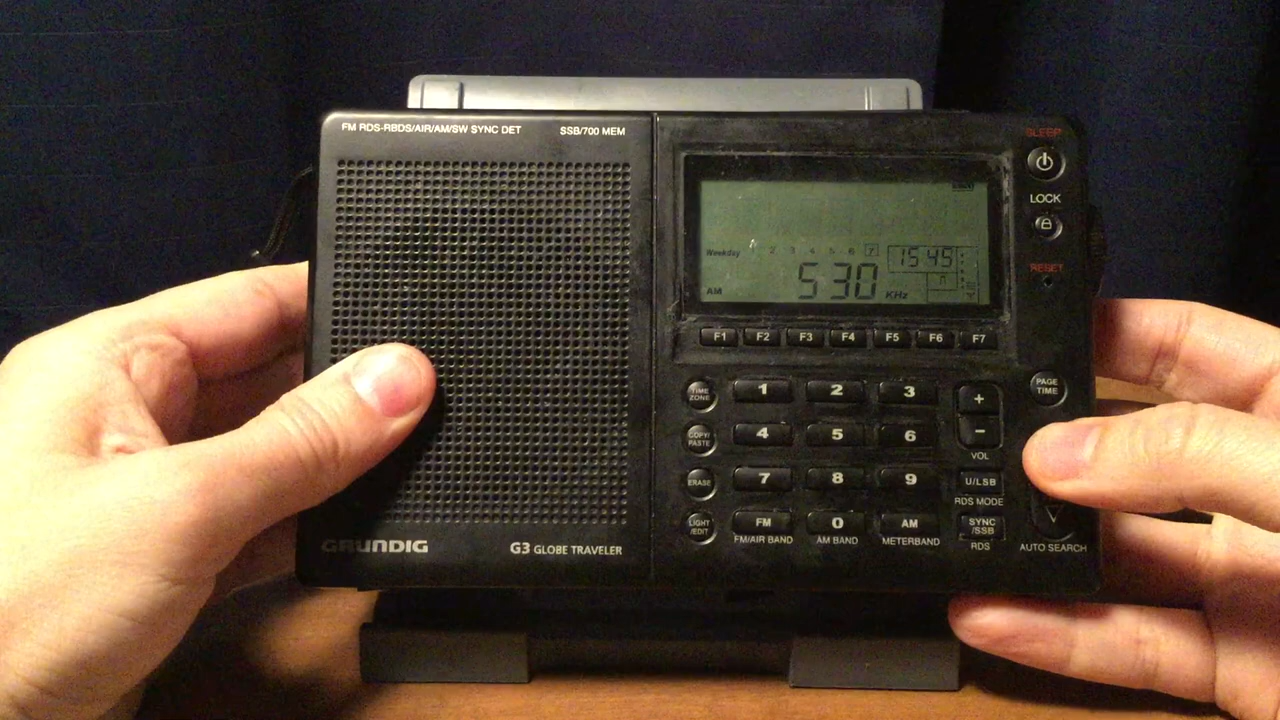 FM RDS-RBDS/AIR/AM/SW SYNC DET SSB/700 MEM
SLEEP
LOCK
RESET
Weekday 2 3 4 5 6 7 15 45
AM 530 KHz
F1 F2 F3 F4 F5 F6 F7
TIME ZONE 1 2 3 + PAGE TIME
COPY/PASTE 4 5 6 -
VOL
ERASE 7 8 9 U/LSB
RDS MODE
LIGHT/EDIT FM 0 AM SYNC/SSB
FM/AIR BAND AM BAND METERBAND RDS AUTO SEARCH
GRUNDIG G3 GLOBE TRAVELER